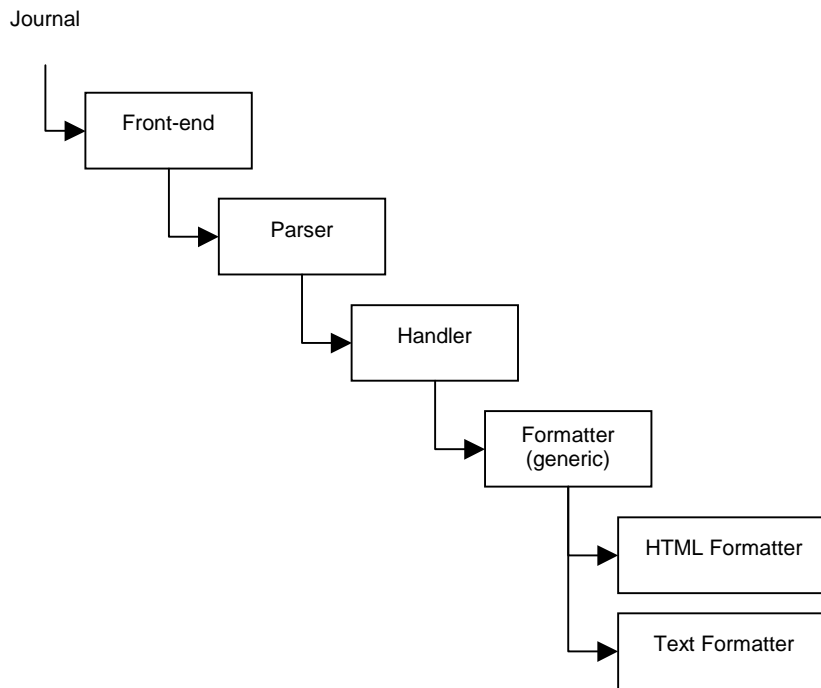 Journal
Front-end
Parser
Handler
Formatter
(generic)
HTML Formatter
Text Formatter